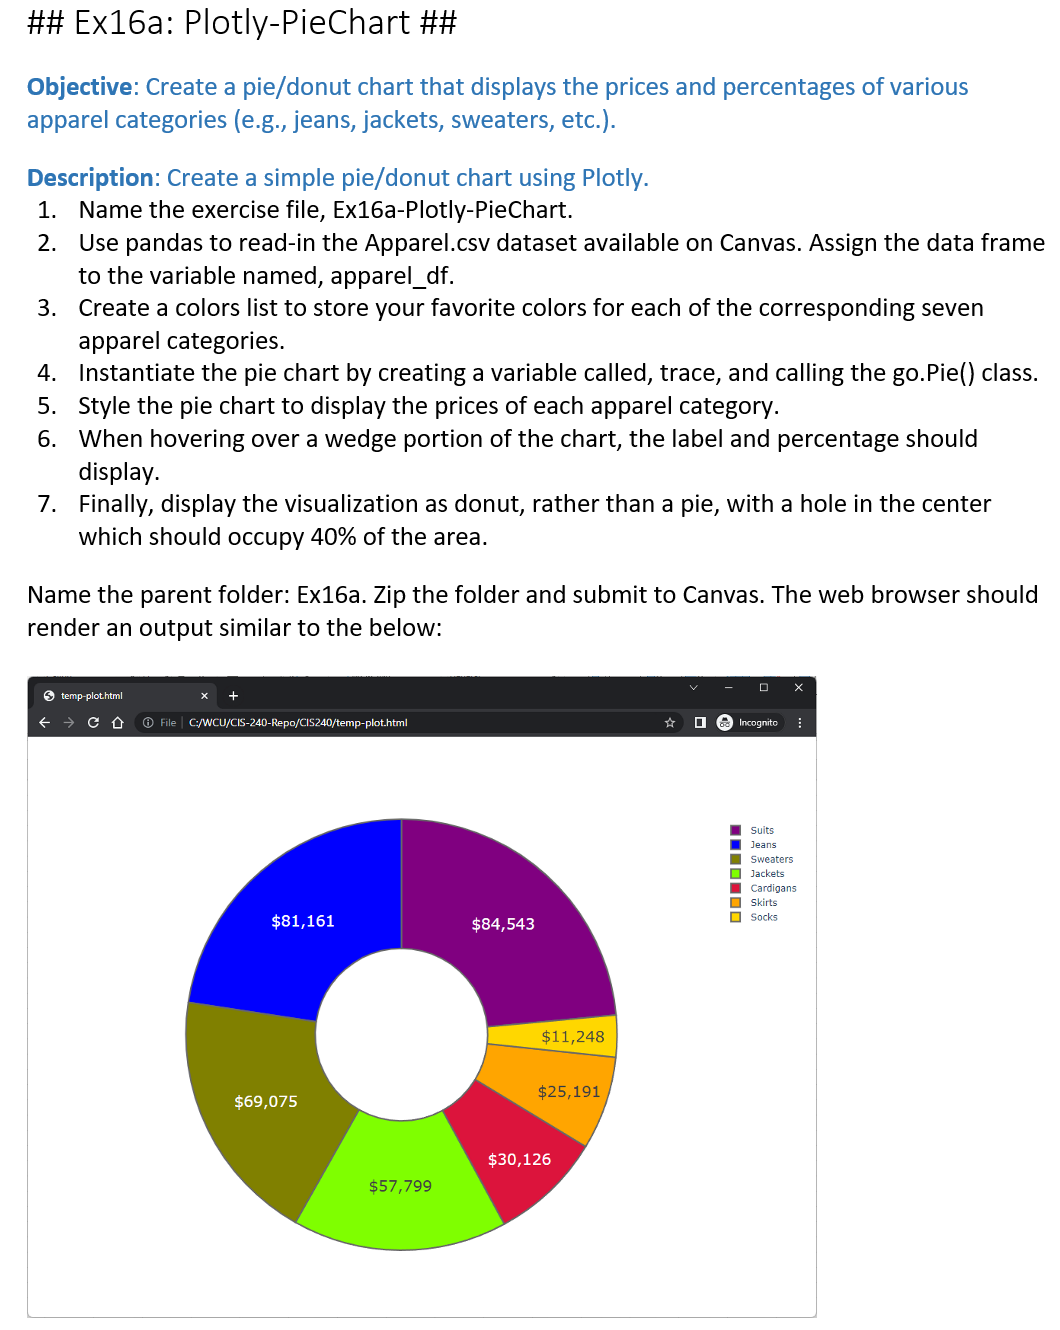 ## Ex16a: Plotly-PieChart ##
Objective: Create a pie/donut chart that displays the prices and percentages of various
apparel categories (e.g., jeans, jackets, sweaters, etc.).
Description: Create a simple pie/donut chart using Plotly.
1. Name the exercise file, Ex16a-Plotly-PieChart.
2. Use pandas to read-in the Apparel.csv dataset available on Canvas. Assign the data frame
to the variable named, apparel_df.
3. Create a colors list to store your favorite colors for each of the corresponding seven
apparel categories.
4. Instantiate the pie chart by creating a variable called, trace, and calling the go.Pie() class.
5. Style the pie chart to display the prices of each apparel category.
6. When hovering over a wedge portion of the chart, the label and percentage should
display.
7. Finally, display the visualization as donut, rather than a pie, with a hole in the center
which should occupy 40% of the area.
Name the parent folder: Ex16a. Zip the folder and submit to Canvas. The web browser should
render an output similar to the below:
temp-plot.html
File | C:/WCU/CIS-240-Repo/CIS240/temp-plot.html
Incognito
Suits
Jeans
Sweaters
Jackets
Cardigans
Skirts
Socks
$81,161
$84,543
$11,248
$25,191
$69,075
$30,126
$57,799